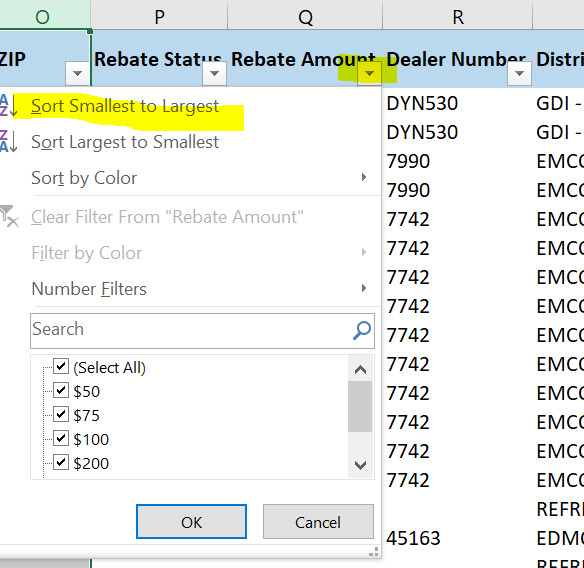 O P Q R
ZIP Rebate Status Rebate Amount Dealer Number Distri
Sort Smallest to Largest
Sort Largest to Smallest
Sort by Color
Clear Filter From "Rebate Amount"
Filter by Color
Number Filters
Search
(Select All)
$50
$75
$100
$200
OK Cancel
DYN530 GDI -
DYN530 GDI -
7990 EMCO
7990 EMCO
7742 EMCO
7742 EMCO
7742 EMCO
7742 EMCO
7742 EMCO
7742 EMCO
7742 EMCO
7742 EMCO
7742 EMCO
7742 EMCO
REFRI
45163 EDMO
REFRI